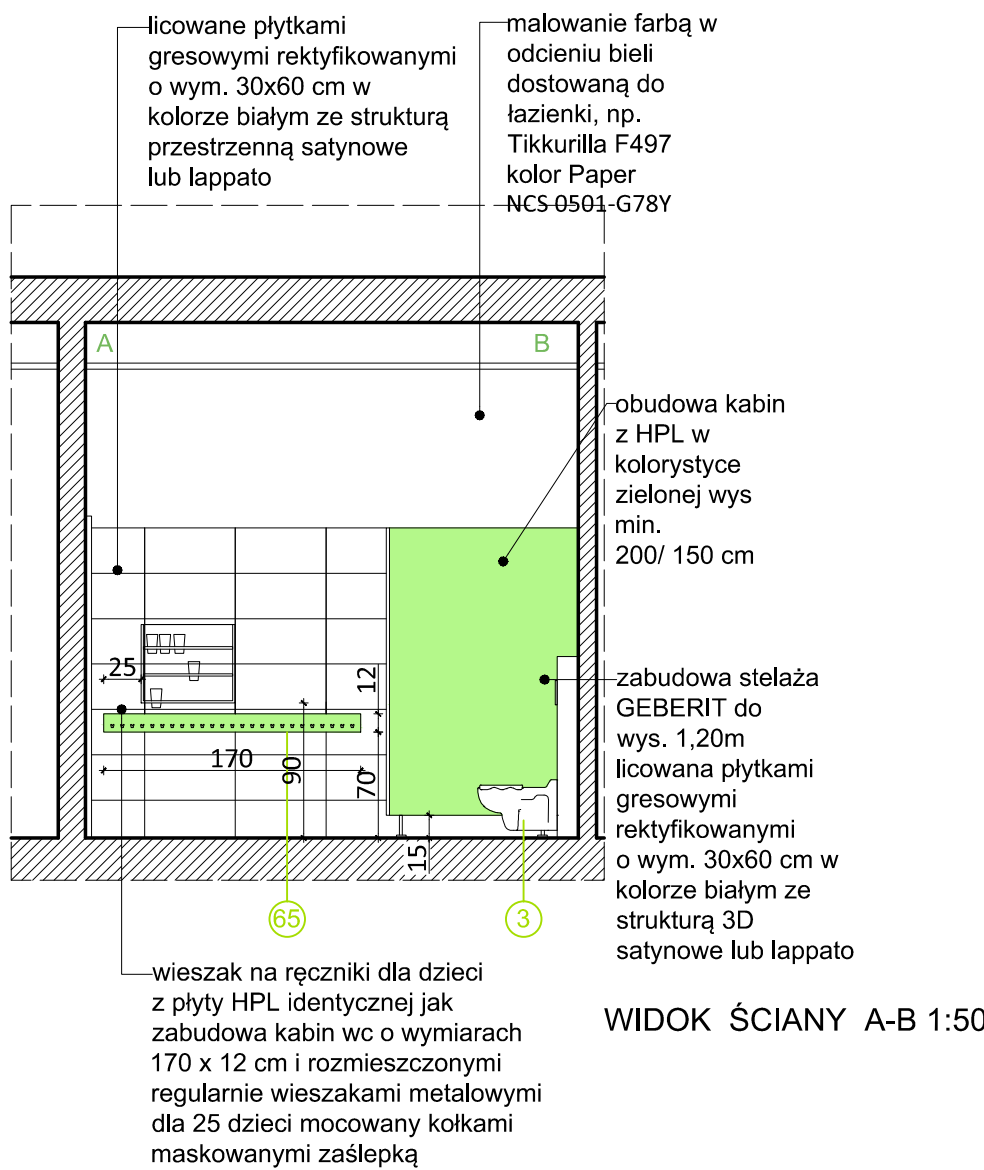 licowane płytkami
gresowymi rektyfikowanymi
o wym. 30x60 cm w
kolorze białym ze strukturą
przestrzenną satynowe
lub lappato
malowanie farbą w
odcieniu bieli
dostowaną do
łazienki, np.
Tikkurilla F497
kolor Paper
NCS 0501-G78Y
A
B
obudowa kabin
z HPL w
kolorystyce
zielonej wys
min.
200/ 150 cm
25
12
170
90
70
15
zabudowa stelaża
GEBERIT do
wys. 1,20m
licowana płytkami
gresowymi
rektyfikowanymi
o wym. 30x60 cm w
kolorze białym ze
strukturą 3D
satynowe lub lappato
65
3
wieszak na ręczniki dla dzieci
z płyty HPL identycznej jak
zabudowa kabin wc o wymiarach
170 x 12 cm i rozmieszczonymi
regularnie wieszakami metalowymi
dla 25 dzieci mocowany kołkami
maskowanymi zaślepką
WIDOK ŚCIANY A-B 1:50